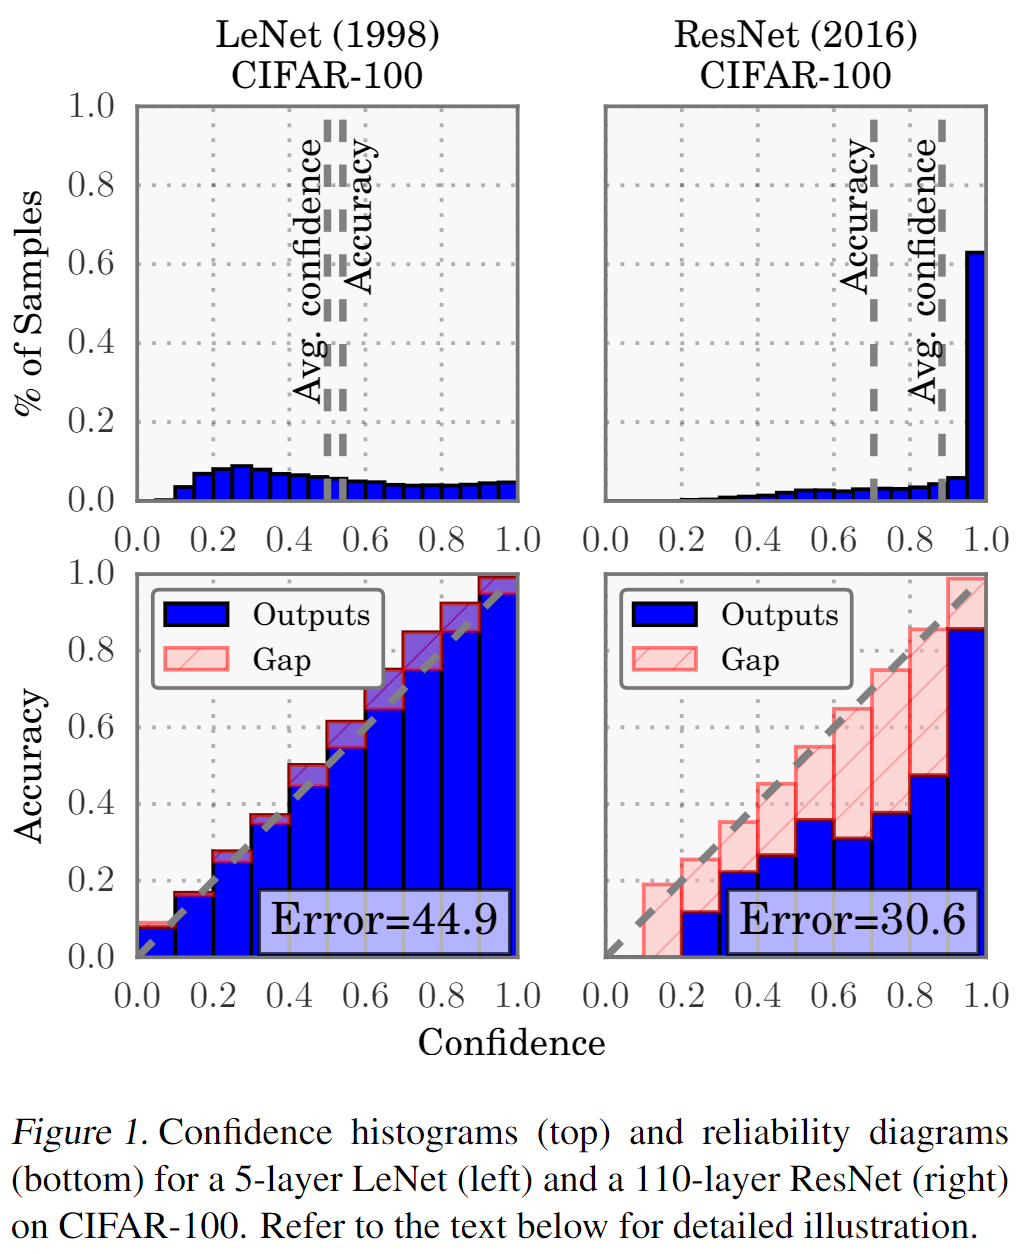 LeNet (1998)
CIFAR-100
ResNet (2016)
CIFAR-100
% of Samples
1.0
0.8
0.6
0.4
0.2
0.0
Avg. confidence
Accuracy
Accuracy
Avg. confidence
0.0 0.2 0.4 0.6 0.8 1.0
0.0 0.2 0.4 0.6 0.8 1.0
Accuracy
1.0
0.8
0.6
0.4
0.2
0.0
Outputs
Gap
Error=44.9
Outputs
Gap
Error=30.6
0.0 0.2 0.4 0.6 0.8 1.0
0.0 0.2 0.4 0.6 0.8 1.0
Confidence
Figure 1. Confidence histograms (top) and reliability diagrams
(bottom) for a 5-layer LeNet (left) and a 110-layer ResNet (right)
on CIFAR-100. Refer to the text below for detailed illustration.